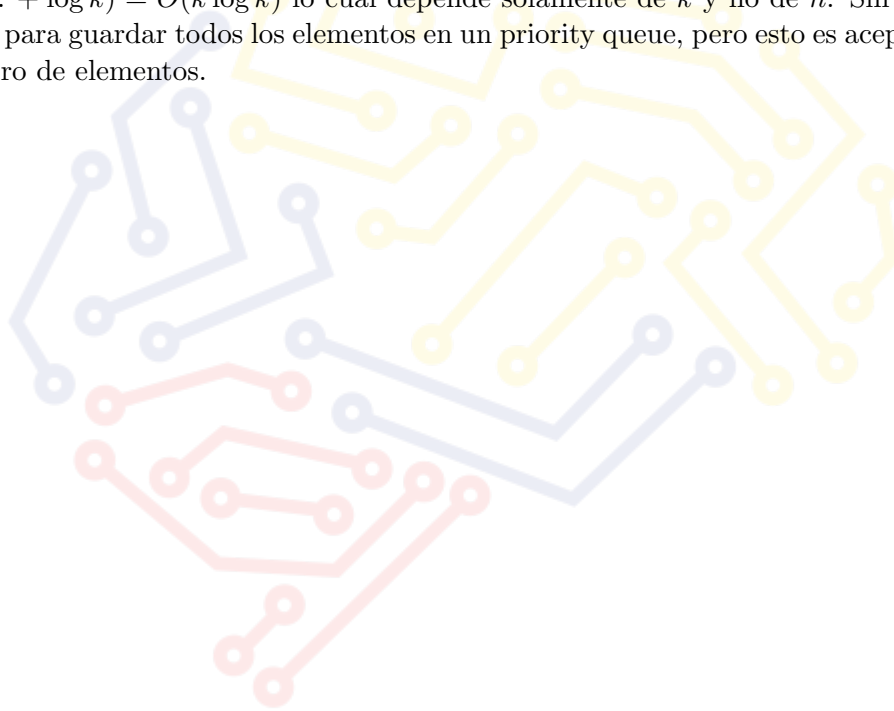 . + log k) = O(k log k) lo cual depende solamente de k y no de n. Sin
para guardar todos los elementos en un priority queue, pero esto es acep
ro de elementos.